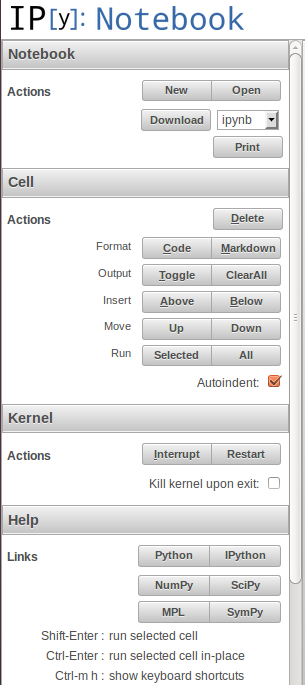 IP[y]: Notebook
Notebook
Actions New Open
Download ipynb
Print
Cell
Actions Delete
Format Code Markdown
Output Toggle ClearAll
Insert Above Below
Move Up Down
Run Selected All
Autoindent:
Kernel
Actions Interrupt Restart
Kill kernel upon exit:
Help
Links Python IPython
NumPy SciPy
MPL SymPy
Shift-Enter : run selected cell
Ctrl-Enter : run selected cell in-place
Ctrl-m h : show keyboard shortcuts